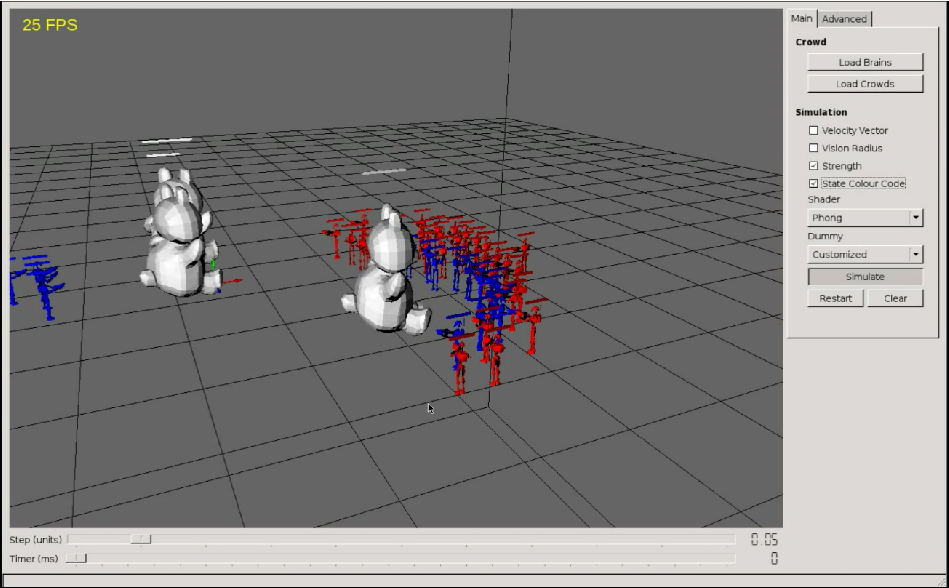 25 FPS
Main Advanced
Crowd
Load Brains
Load Crowds
Simulation
Velocity Vector
Vision Radius
Strength
State Colour Code
Shader
Phong
Dummy
Customized
Simulate
Restart Clear
Step (units) 0.05
Timer (ms) 0